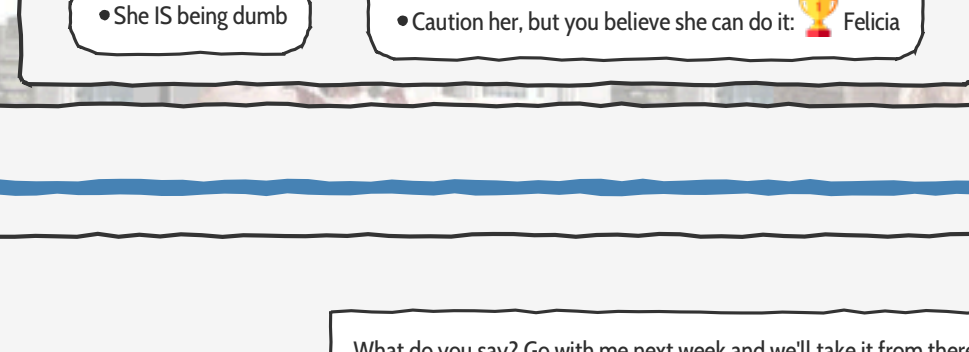 • She IS being dumb
• Caution her, but you believe she can do it: 🏆 Felicia
What do you say? Go with me next week and we'll take it from there